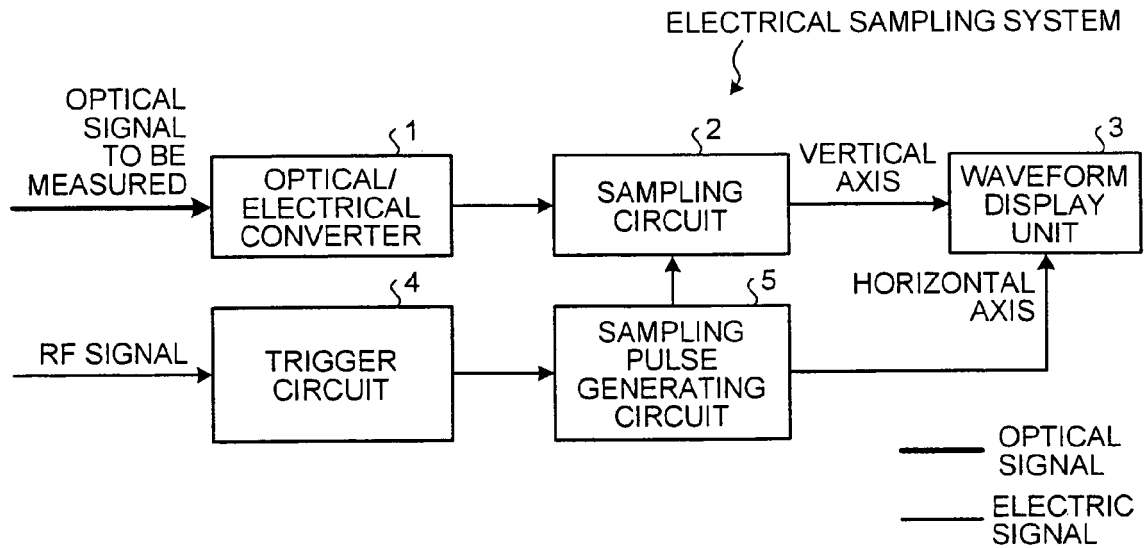 ELECTRICAL SAMPLING SYSTEM
OPTICAL
SIGNAL
TO BE
MEASURED
1
OPTICAL/
ELECTRICAL
CONVERTER
2
SAMPLING
CIRCUIT
VERTICAL
AXIS
3
WAVEFORM
DISPLAY
UNIT
RF SIGNAL
4
TRIGGER
CIRCUIT
5
SAMPLING
PULSE
GENERATING
CIRCUIT
HORIZONTAL
AXIS
OPTICAL
SIGNAL
ELECTRIC
SIGNAL